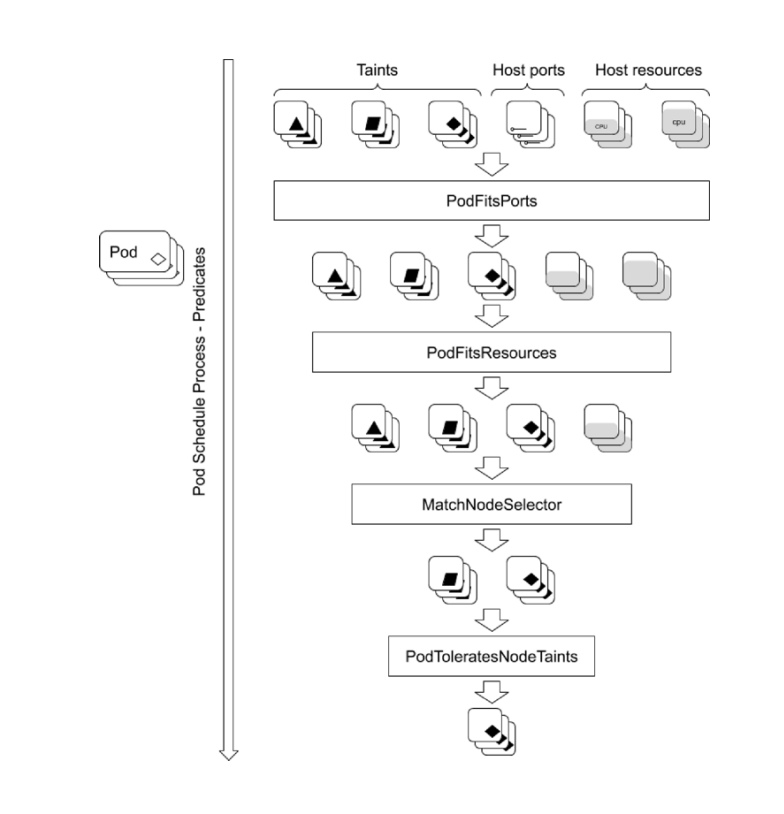 Taints
Host ports
Host resources
CPU
cpu
PodFitsPorts
Pod
Pod Schedule Process - Predicates
PodFitsResources
MatchNodeSelector
PodToleratesNodeTaints